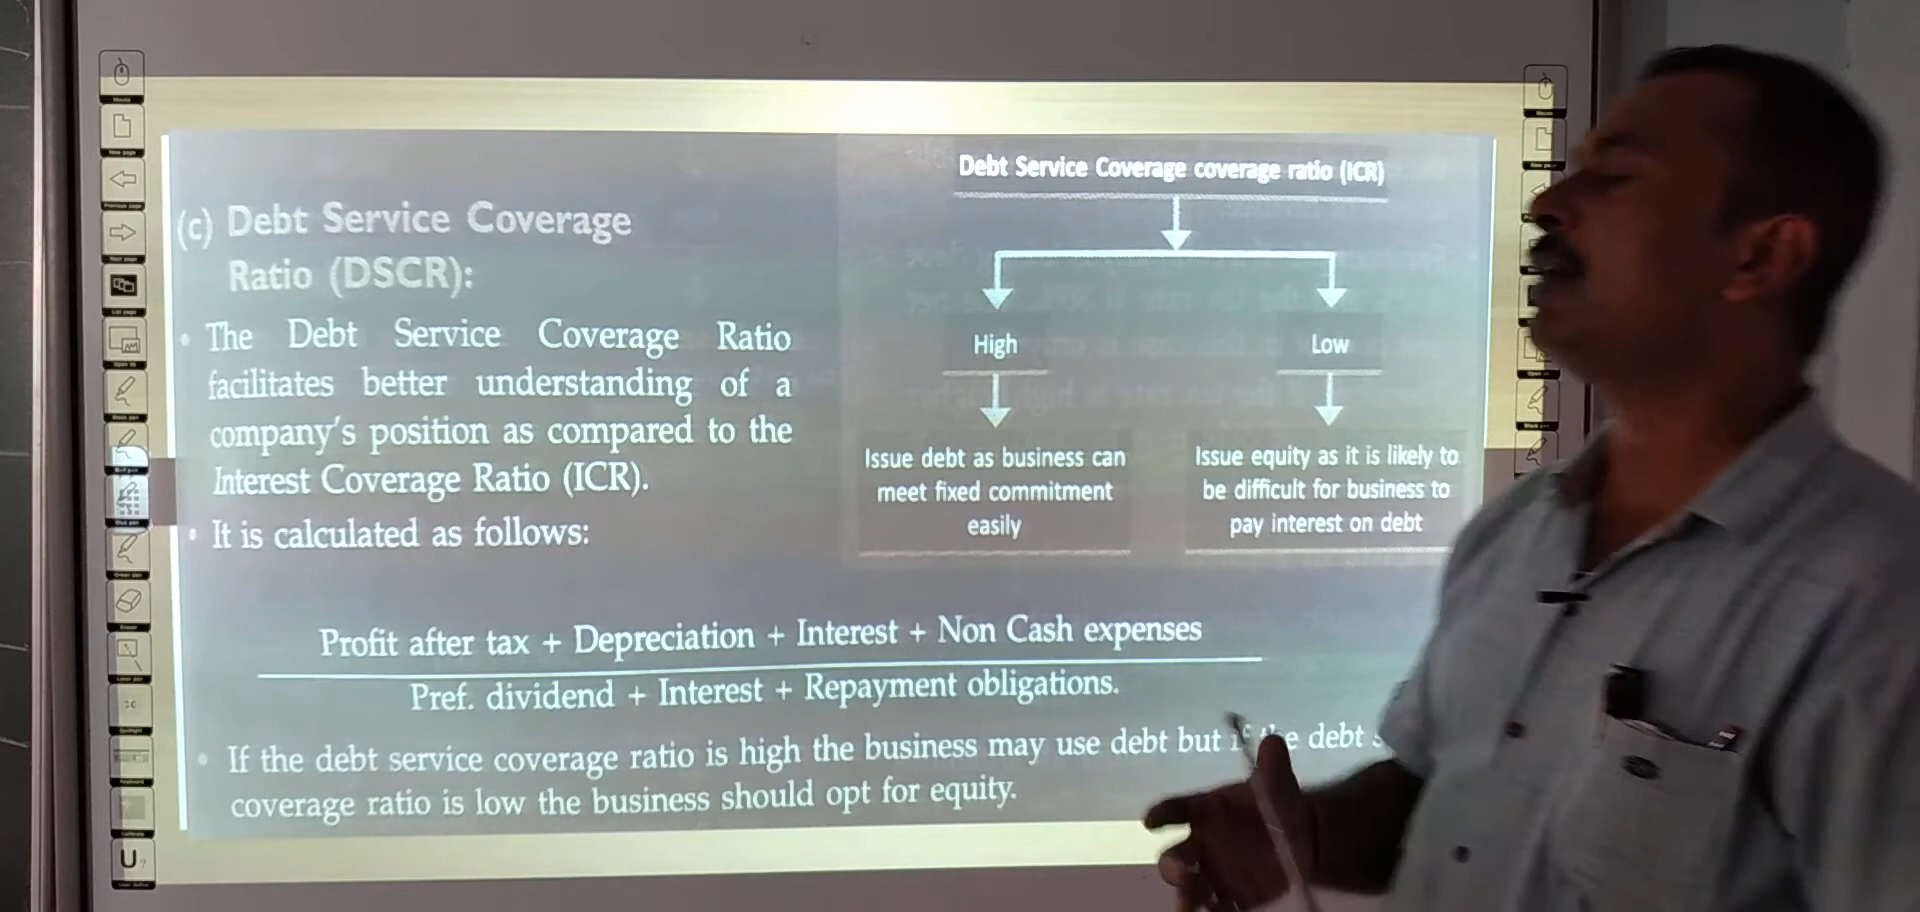 Debt Service Coverage coverage ratio (ICR)
(c) Debt Service Coverage
Ratio (DSCR):
• The Debt Service Coverage Ratio
facilitates better understanding of a
company's position as compared to the
Interest Coverage Ratio (ICR).
• It is calculated as follows:
High
Low
Issue debt as business can
meet fixed commitment
easily
Issue equity as it is likely to
be difficult for business to
pay interest on debt
Profit after tax + Depreciation + Interest + Non Cash expenses
Pref. dividend + Interest + Repayment obligations.
• If the debt service coverage ratio is high the business may use debt but if the debt
coverage ratio is low the business should opt for equity.